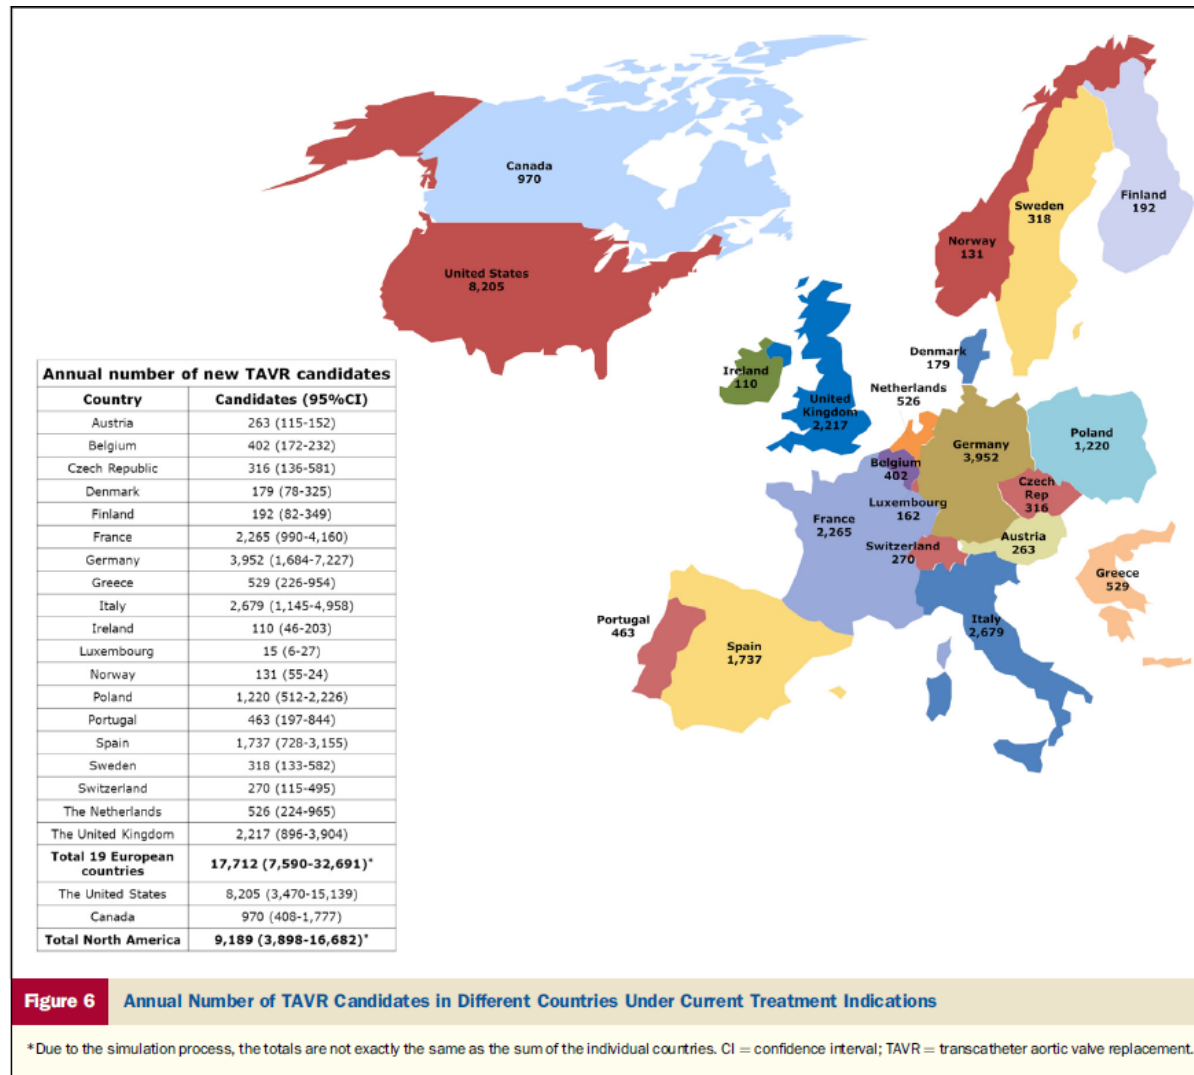 Canada
970
United States
8,205
Finland
192
Sweden
318
Norway
131
Denmark
179
Ireland
110
Netherlands
526
United
Kingdom
2,217
Germany
3,952
Poland
1,220
Belgium
402
Czech
Rep
316
Luxembourg
162
France
2,265
Austria
263
Switzerland
270
Greece
529
Portugal
463
Spain
1,737
Italy
2,679
Annual number of new TAVR candidates
Country Candidates (95%CI)
Austria 263 (115-152)
Belgium 402 (172-232)
Czech Republic 316 (136-581)
Denmark 179 (78-325)
Finland 192 (82-349)
France 2,265 (990-4,160)
Germany 3,952 (1,684-7,227)
Greece 529 (226-954)
Italy 2,679 (1,145-4,958)
Ireland 110 (46-203)
Luxembourg 15 (6-27)
Norway 131 (55-24)
Poland 1,220 (512-2,226)
Portugal 463 (197-844)
Spain 1,737 (728-3,155)
Sweden 318 (133-582)
Switzerland 270 (115-495)
The Netherlands 526 (224-965)
The United Kingdom 2,217 (896-3,904)
Total 19 European
countries 17,712 (7,590-32,691)*
The United States 8,205 (3,470-15,139)
Canada 970 (408-1,777)
Total North America 9,189 (3,898-16,682)*
Figure 6 Annual Number of TAVR Candidates in Different Countries Under Current Treatment Indications
*Due to the simulation process, the totals are not exactly the same as the sum of the individual countries. CI = confidence interval; TAVR = transcatheter aortic valve replacement.